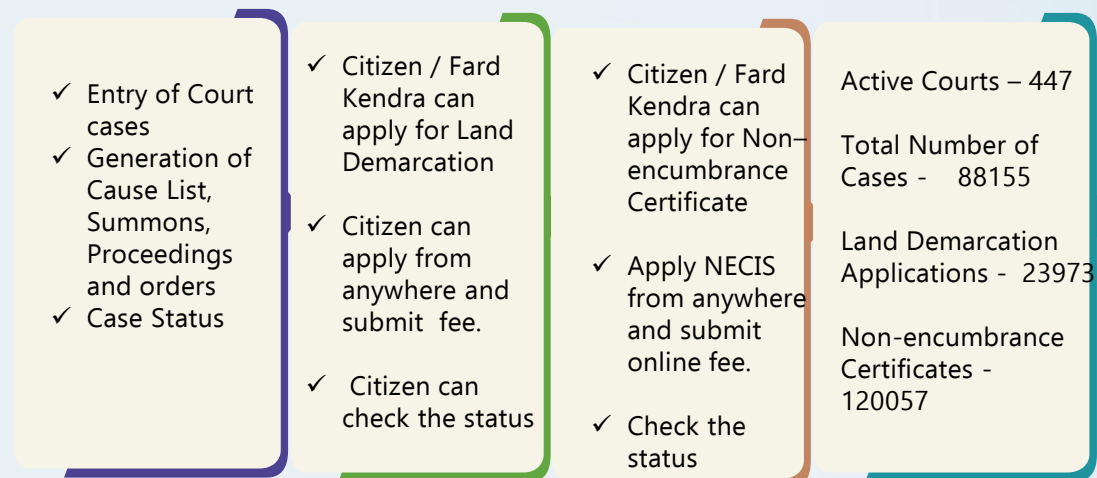 ✓ Entry of Court
cases
✓ Generation of
Cause List,
Summons,
Proceedings
and orders
✓ Case Status
✓ Citizen / Fard
Kendra can
apply for Land
Demarcation
✓ Citizen can
apply from
anywhere and
submit fee.
✓ Citizen can
check the status
✓ Citizen / Fard
Kendra can
apply for Non–
encumbrance
Certificate
✓ Apply NECIS
from anywhere
and submit
online fee.
✓ Check the
status
Active Courts – 447
Total Number of
Cases - 88155
Land Demarcation
Applications - 23973
Non-encumbrance
Certificates -
120057